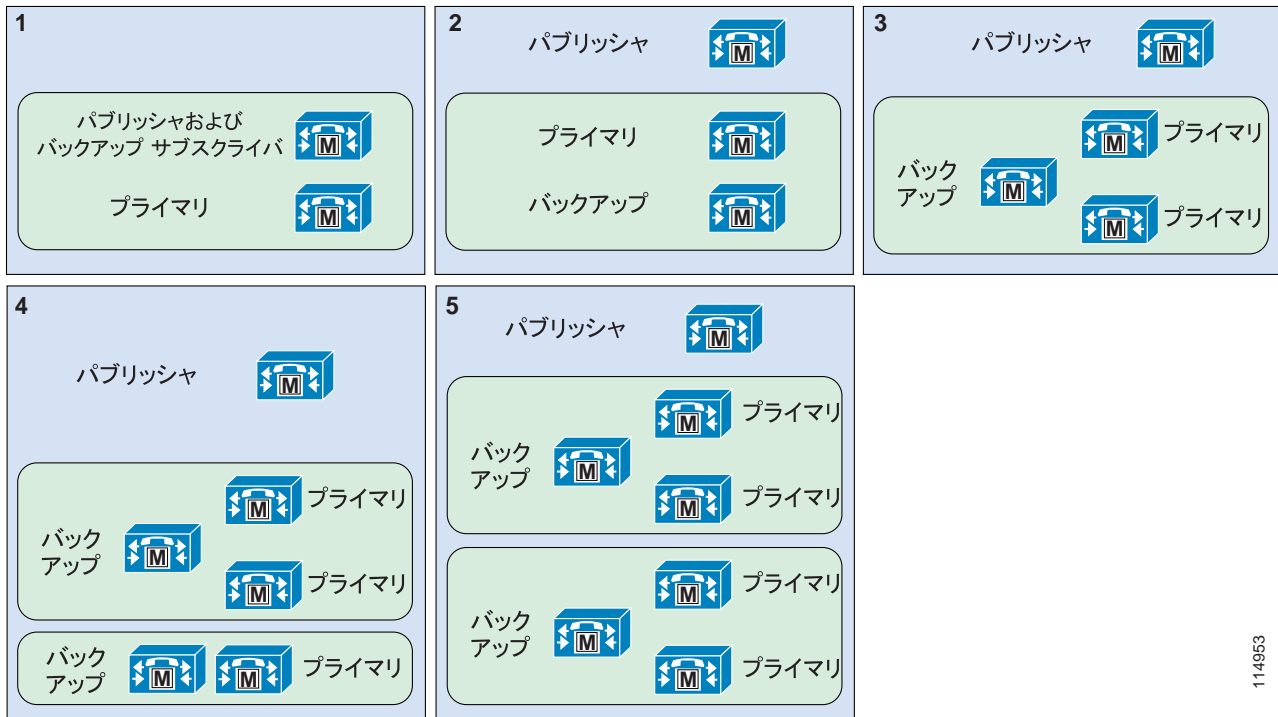 1
パブリッシャおよび
バックアップ サブスクライバ
M
プライマリ
M
2
パブリッシャ
M
プライマリ
M
バックアップ
M
3
パブリッシャ
M
バック
アップ
M
M
プライマリ
M
プライマリ
4
パブリッシャ
M
バック
アップ
M
M
プライマリ
M
プライマリ
バック
アップ
M
M
プライマリ
5
パブリッシャ
M
バック
アップ
M
M
プライマリ
M
プライマリ
バック
アップ
M
M
プライマリ
M
プライマリ
114953